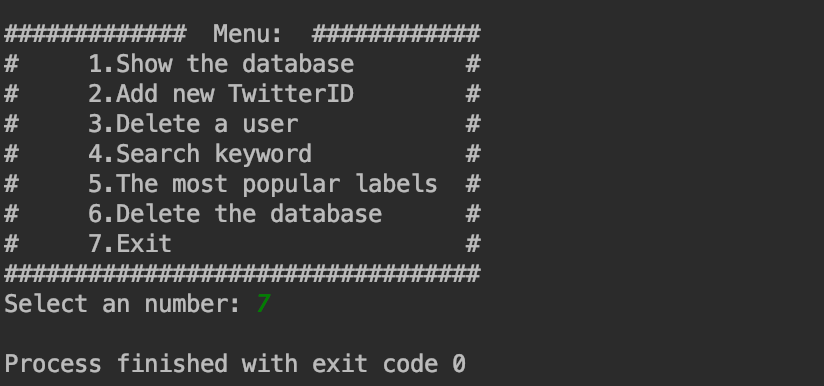 #############  Menu:  ############
#     1.Show the database        #
#     2.Add new TwitterID        #
#     3.Delete a user            #
#     4.Search keyword           #
#     5.The most popular labels  #
#     6.Delete the database      #
#     7.Exit                     #
##################################
Select an number: 7
Process finished with exit code 0